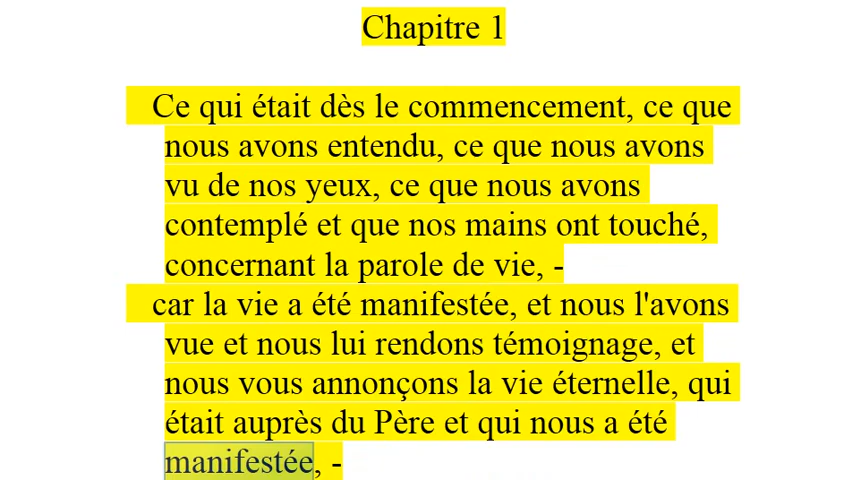 Chapitre 1
Ce qui était dès le commencement, ce que
nous avons entendu, ce que nous avons
vu de nos yeux, ce que nous avons
contemplé et que nos mains ont touché,
concernant la parole de vie, -
car la vie a été manifestée, et nous l'avons
vue et nous lui rendons témoignage, et
nous vous annonçons la vie éternelle, qui
était auprès du Père et qui nous a été
manifestée, -